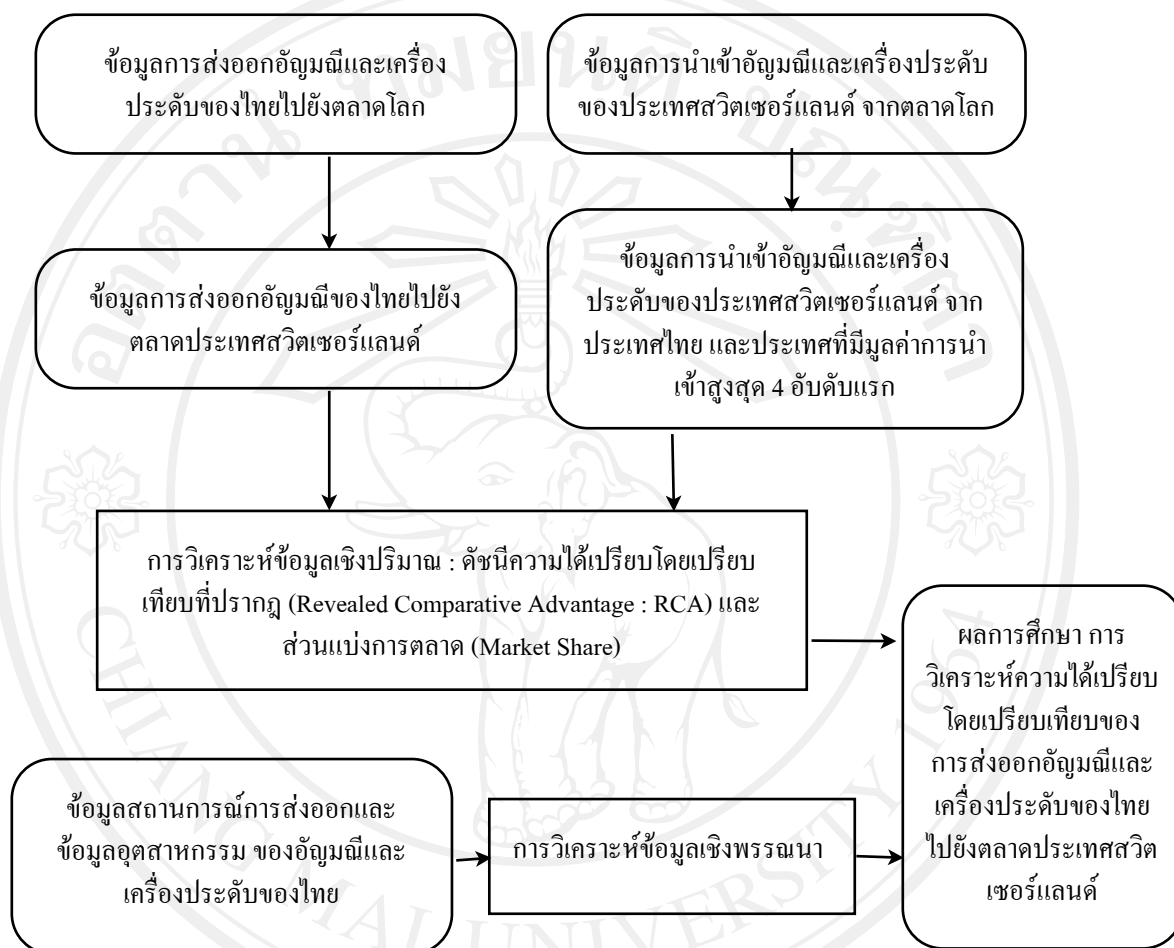 ข้อมูลการส่งออกอัญมณีและเครื่อง
ประดับของไทยไปยังตลาดโลก
ข้อมูลการนำเข้าอัญมณีและเครื่องประดับ
ของประเทศสวิตเซอร์แลนด์ จากตลาดโลก
ข้อมูลการส่งออกอัญมณีของไทยไปยัง
ตลาดประเทศสวิตเซอร์แลนด์
ข้อมูลการนำเข้าอัญมณีและเครื่อง
ประดับของประเทศสวิตเซอร์แลนด์ จาก
ประเทศไทย และประเทศที่มีมูลค่าการนำ
เข้าสูงสุด 4 อับดับแรก
การวิเคราะห์ข้อมูลเชิงปริมาณ : ดัชนีความได้เปรียบโดยเปรียบ
เทียบที่ปรากฎ (Revealed Comparative Advantage : RCA) และ
ส่วนแบ่งการตลาด (Market Share)
ผลการศึกษา การ
วิเคราะห์ความได้เปรียบ
โดยเปรียบเทียบของ
การส่งออกอัญมณีและ
เครื่องประดับของไทย
ไปยังตลาดประเทศสวิต
เซอร์แลนด์
ข้อมูลสถานการณ์การส่งออกและ
ข้อมูลอุตสาหกรรม ของอัญมณีและ
เครื่องประดับของไทย
การวิเคราะห์ข้อมูลเชิงพรรณนา
CHIANG MAI UNIVERSITY 1964